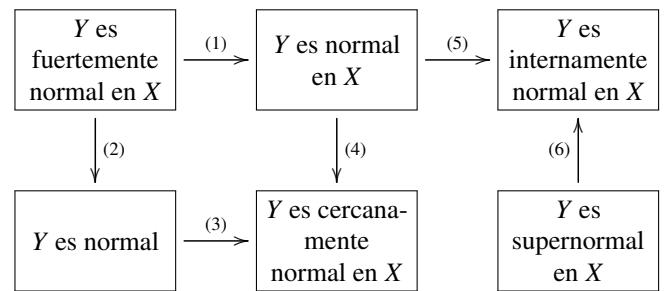 Y es
fuertemente
normal en X
(1)
Y es normal
en X
(5)
Y es
internamente
normal en X
(2)
(4)
(6)
Y es normal
(3)
Y es cercana-
mente
normal en X
Y es
supernormal
en X